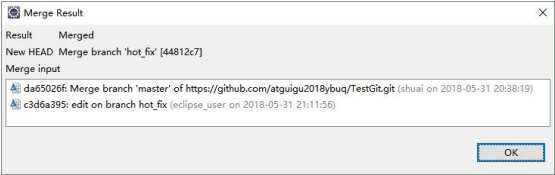 Merge Result
Result Merged
New HEAD Merge branch 'hot_fix' [44812c7]
Merge input
da65026f: Merge branch 'master' of https://github.com/atguigu2018ybuq/TestGit.git (shuai on 2018-05-31 20:38:19)
c3d6a395: edit on branch hot_fix (eclipse_user on 2018-05-31 21:11:56)
OK